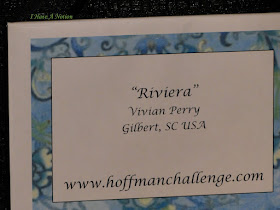 I Have A Notion
"Riviera"
Vivian Perry
Gilbert, SC USA
www.hoffmanchallenge.com